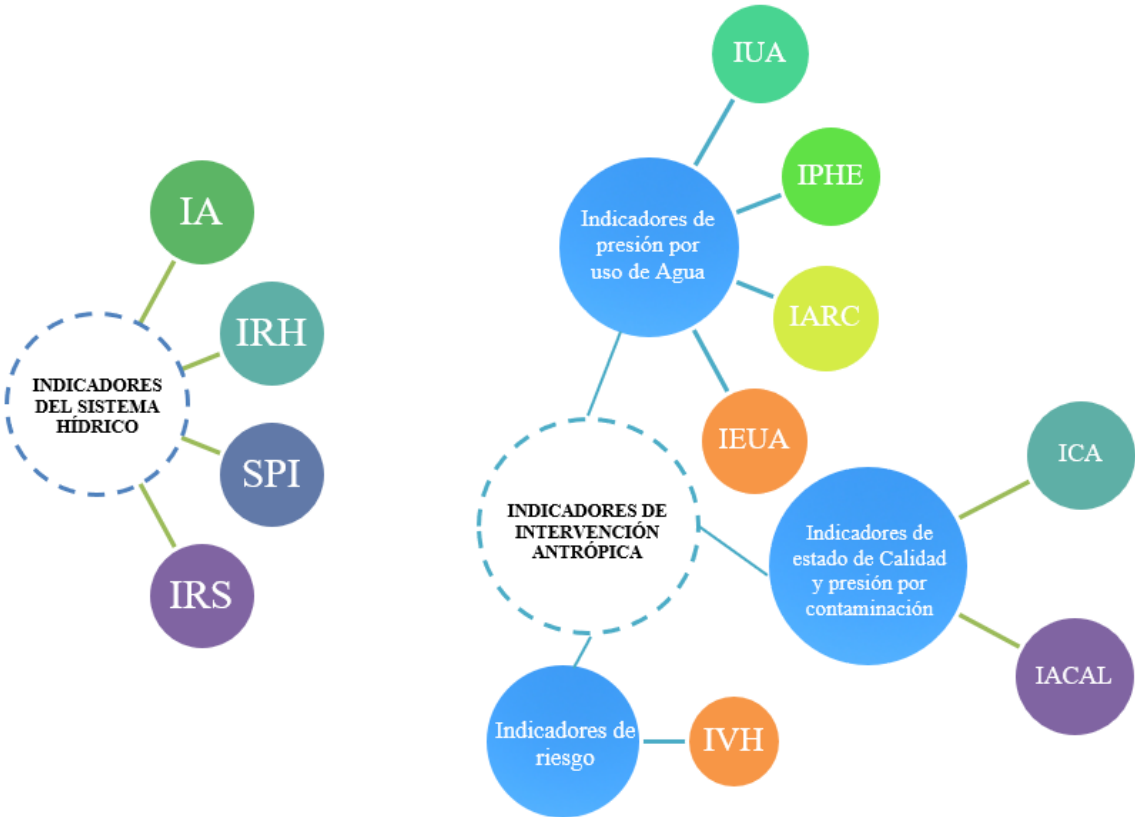 IA
IRH
INDICADORES
DEL SISTEMA
HÍDRICO
SPI
IRS
IUA
IPHE
Indicadores de
presión por
uso de Agua
IARC
IEUA
INDICADORES DE
INTERVENCIÓN
ANTRÓPICA
ICA
Indicadores de
estado de Calidad
y presión por
contaminación
IACAL
Indicadores de
riesgo
IVH